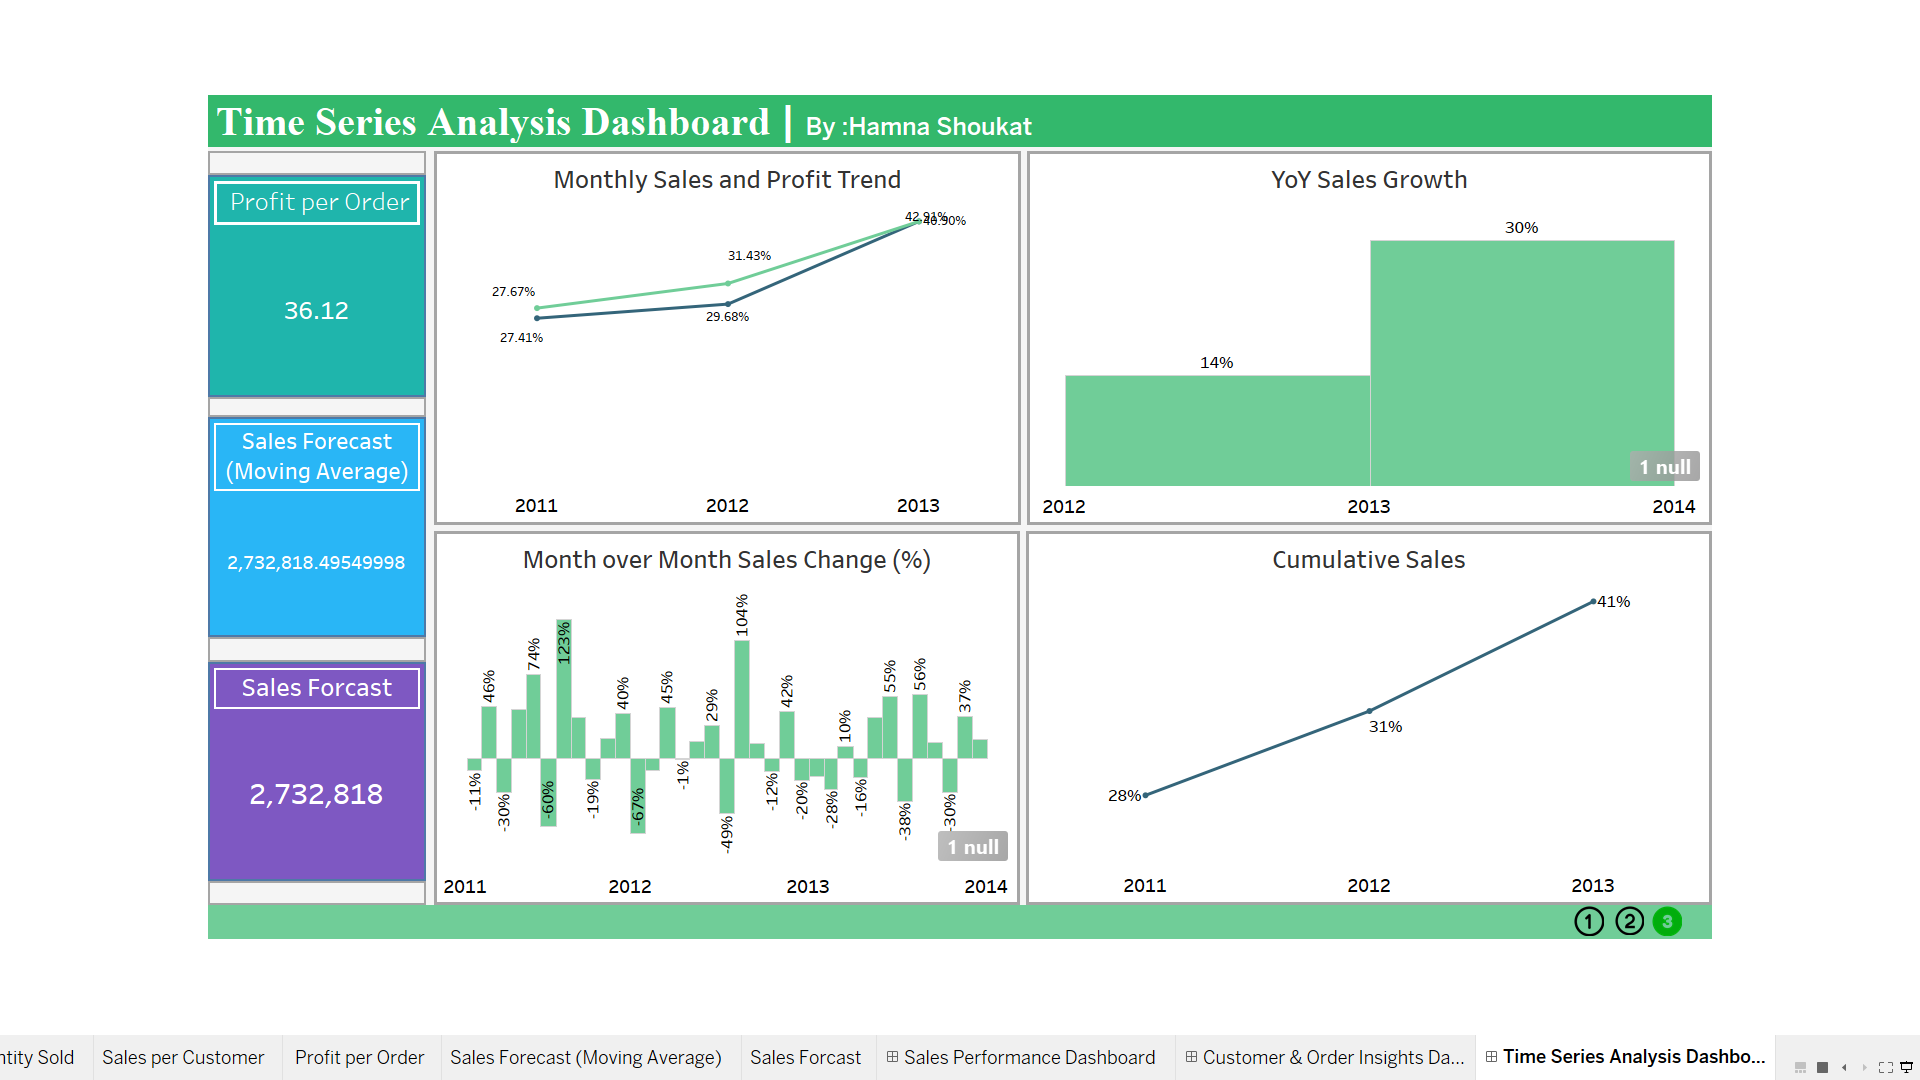 Time Series Analysis Dashboard | By :Hamna Shoukat
Profit per Order
36.12
Sales Forecast
(Moving Average)
2,732,818.49549998
Sales Forcast
2,732,818
Monthly Sales and Profit Trend
42.91%
40.90%
31.43%
27.67%
29.68%
27.41%
2011 2012 2013
YoY Sales Growth
30%
14%
1 null
2012 2013 2014
Month over Month Sales Change (%)
-11%
46%
-30%
74%
-60%
123%
-19%
40%
-67%
45%
-1%
29%
-49%
104%
-12%
42%
-20%
-28%
10%
-16%
55%
-38%
56%
-30%
37%
1 null
2011 2012 2013 2014
Cumulative Sales
41%
31%
28%
2011 2012 2013
1 2 3
ntity Sold Sales per Customer Profit per Order Sales Forecast (Moving Average) Sales Forcast Sales Performance Dashboard Customer & Order Insights Da... Time Series Analysis Dashbo...